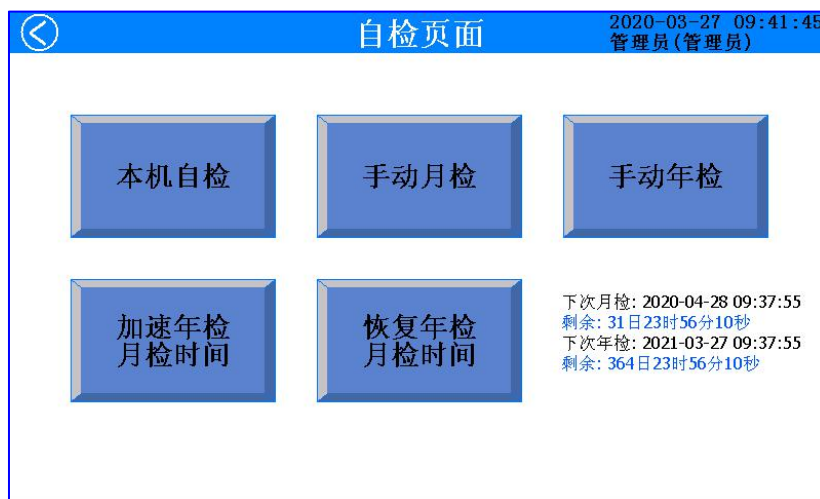 自检页面
2020-03-27 09:41:45
管理员(管理员)
本机自检
手动月检
手动年检
加速年检
月检时间
恢复年检
月检时间
下次月检: 2020-04-28 09:37:55
剩余: 31日23时56分10秒
下次年检: 2021-03-27 09:37:55
剩余: 364日23时56分10秒